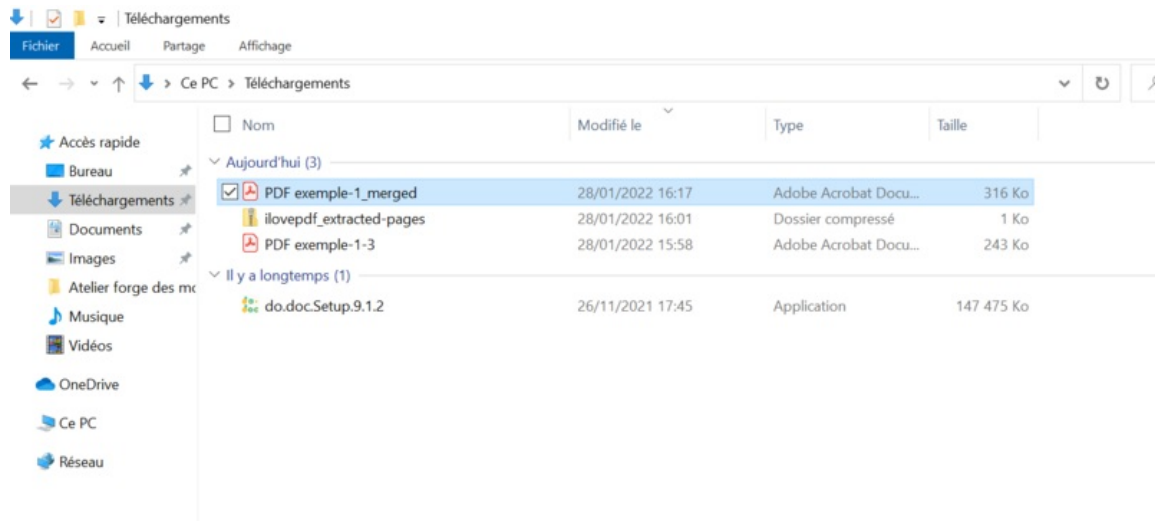 Téléchargements
Fichier Accueil Partage Affichage
Ce PC > Téléchargements
Nom Modifié le Type Taille
Accès rapide
Bureau
Téléchargements
Documents
Images
Atelier forge des mo
Musique
Vidéos
OneDrive
Ce PC
Réseau
Aujourd'hui (3)
PDF exemple-1_merged 28/01/2022 16:17 Adobe Acrobat Docu... 316 Ko
ilovepdf_extracted-pages 28/01/2022 16:01 Dossier compressé 1 Ko
PDF exemple-1-3 28/01/2022 15:58 Adobe Acrobat Docu... 243 Ko
Il y a longtemps (1)
do.doc.Setup.9.1.2 26/11/2021 17:45 Application 147 475 Ko